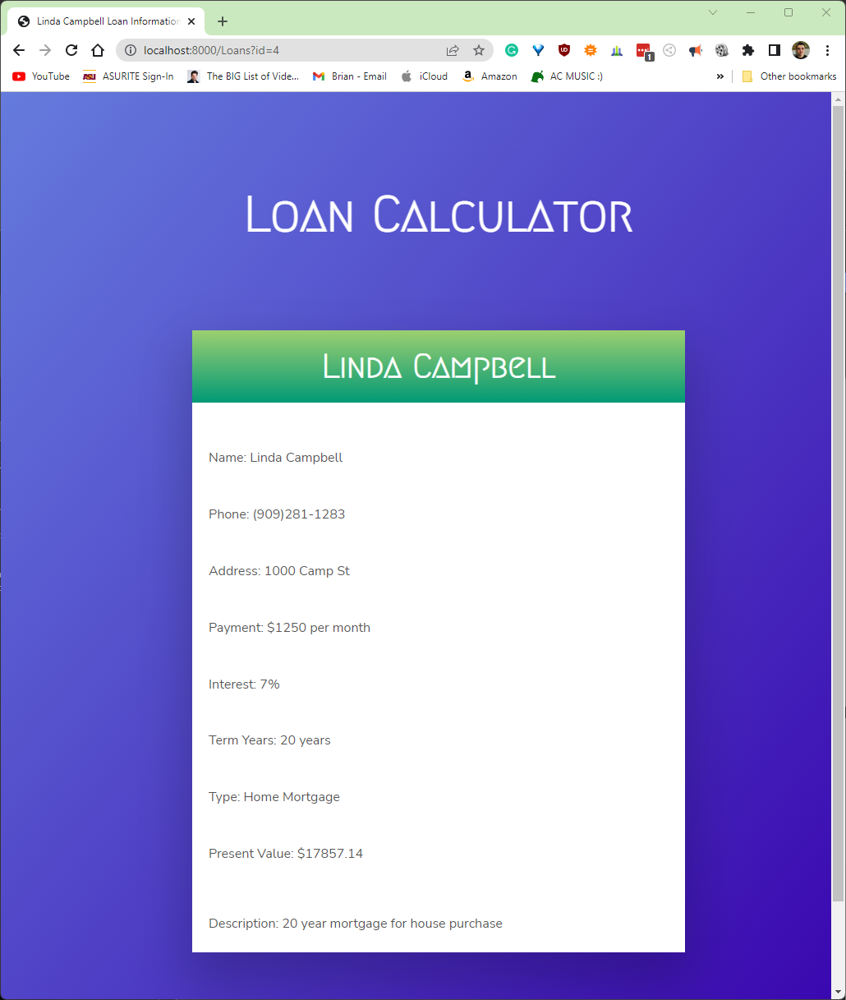 Linda Campbell Loan Information
localhost:8000/Loans?id=4
1
YouTube ASU ASURITE Sign-In The BIG List of Vide... Brian - Email iCloud Amazon AC MUSIC :) » Other bookmarks
Loan Calculator
Linda Campbell
Name: Linda Campbell
Phone: (909)281-1283
Address: 1000 Camp St
Payment: $1250 per month
Interest: 7%
Term Years: 20 years
Type: Home Mortgage
Present Value: $17857.14
Description: 20 year mortgage for house purchase